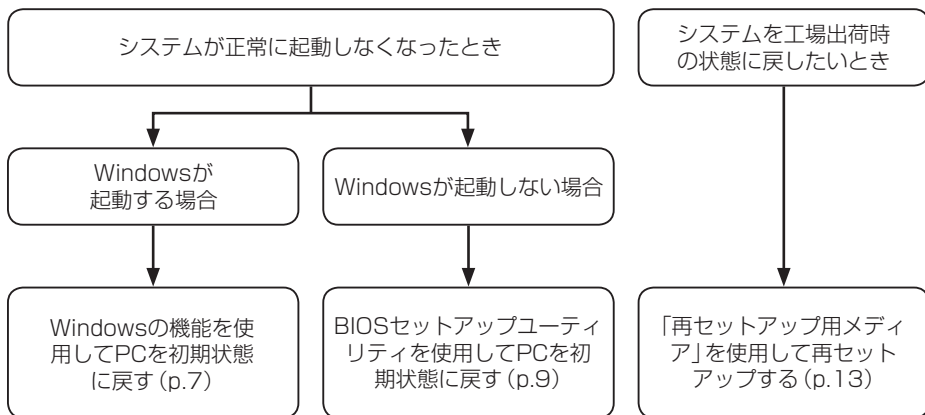 システムが正常に起動しなくなったとき
システムを工場出荷時
の状態に戻したいとき
Windowsが
起動する場合
Windowsが起動しない場合
Windowsの機能を使
用してPCを初期状態
に戻す(p.7)
BIOSセットアップユーティ
リティを使用してPCを初
期状態に戻す(p.9)
「再セットアップ用メディ
ア」を使用して再セット
アップする(p.13)